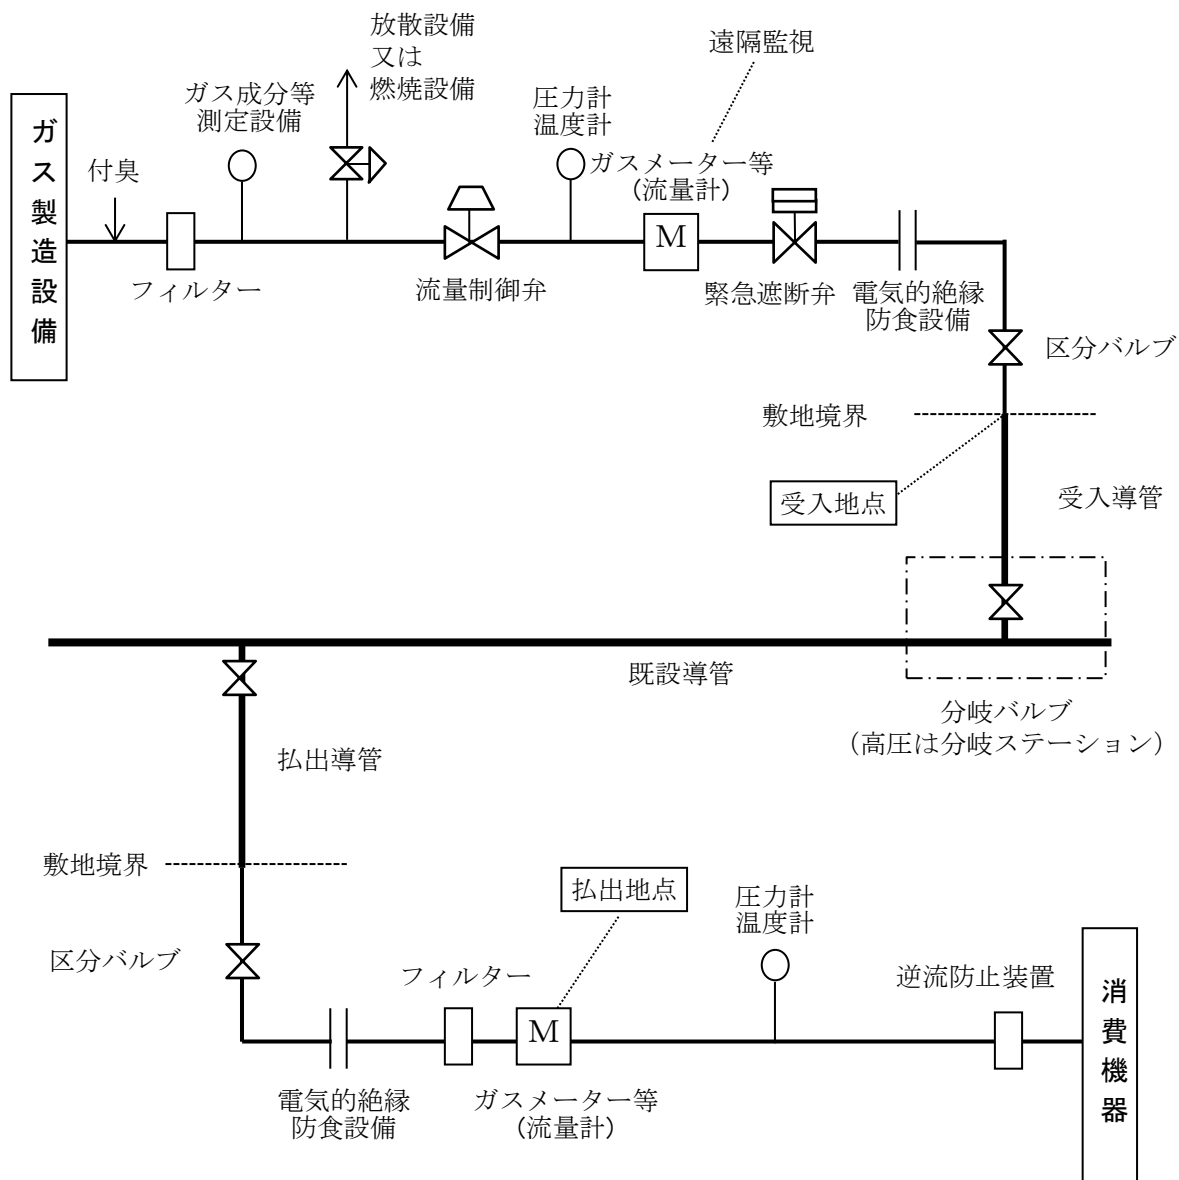 放散設備
又は
燃焼設備
遠隔監視
ガス成分等
測定設備
圧力計
温度計
ガス製造設備
付臭
ガスメーター等
(流量計)
M
フィルター
流量制御弁
緊急遮断弁
電気的絶縁
防食設備
区分バルブ
敷地境界
受入地点
受入導管
既設導管
分岐バルブ
（高圧は分岐ステーション）
払出導管
敷地境界
払出地点
圧力計
温度計
区分バルブ
フィルター
逆流防止装置
M
消費機器
電気的絶縁
防食設備
ガスメーター等
(流量計)